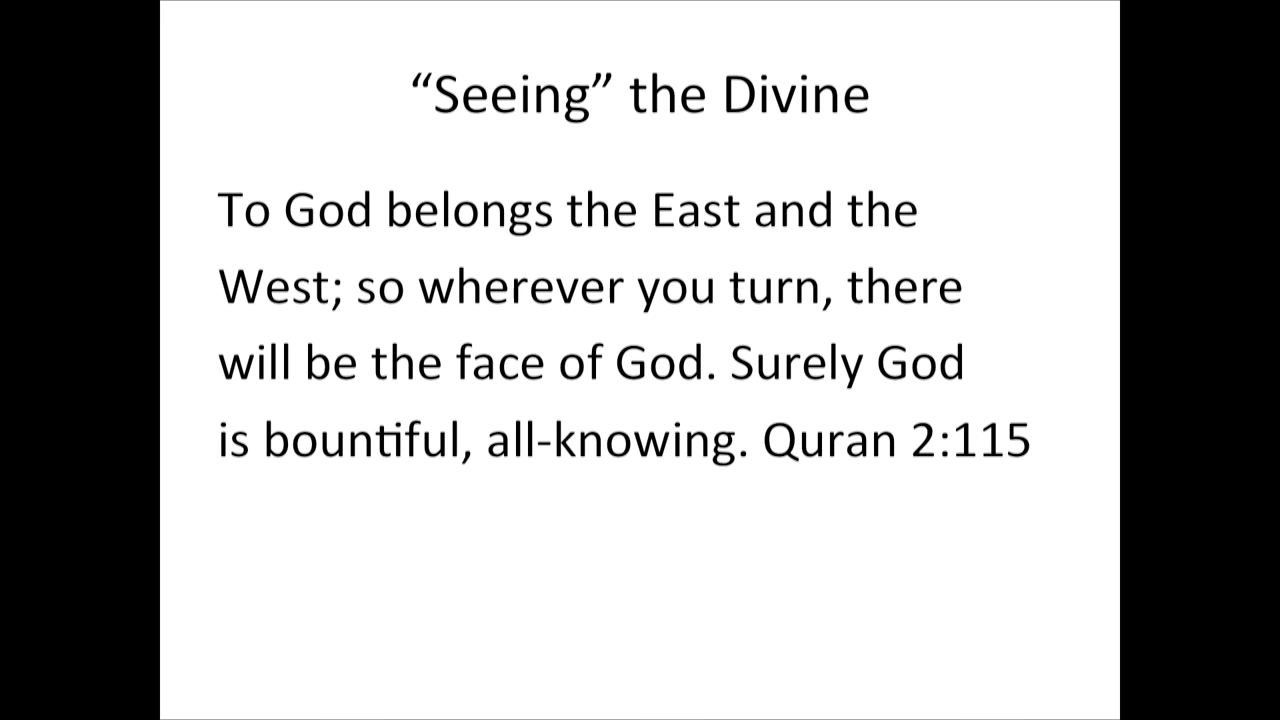 “Seeing” the Divine
To God belongs the East and the
West; so wherever you turn, there
will be the face of God. Surely God
is bountiful, all-knowing. Quran 2:115